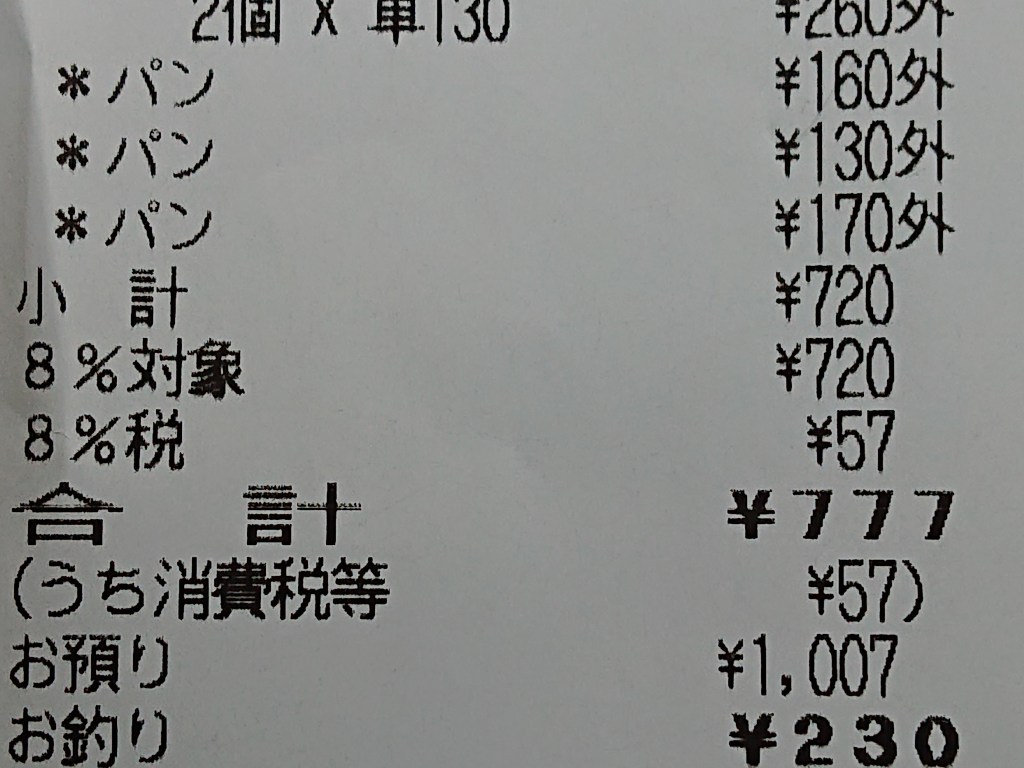 2個 X 単130 ¥260外
*パン ¥160外
*パン ¥130外
*パン ¥170外
小 計 ¥720
8%対象 ¥720
8%税 ¥57
合 計 ¥777
(うち消費税等 ¥57)
お預り ¥1,007
お釣り ¥230